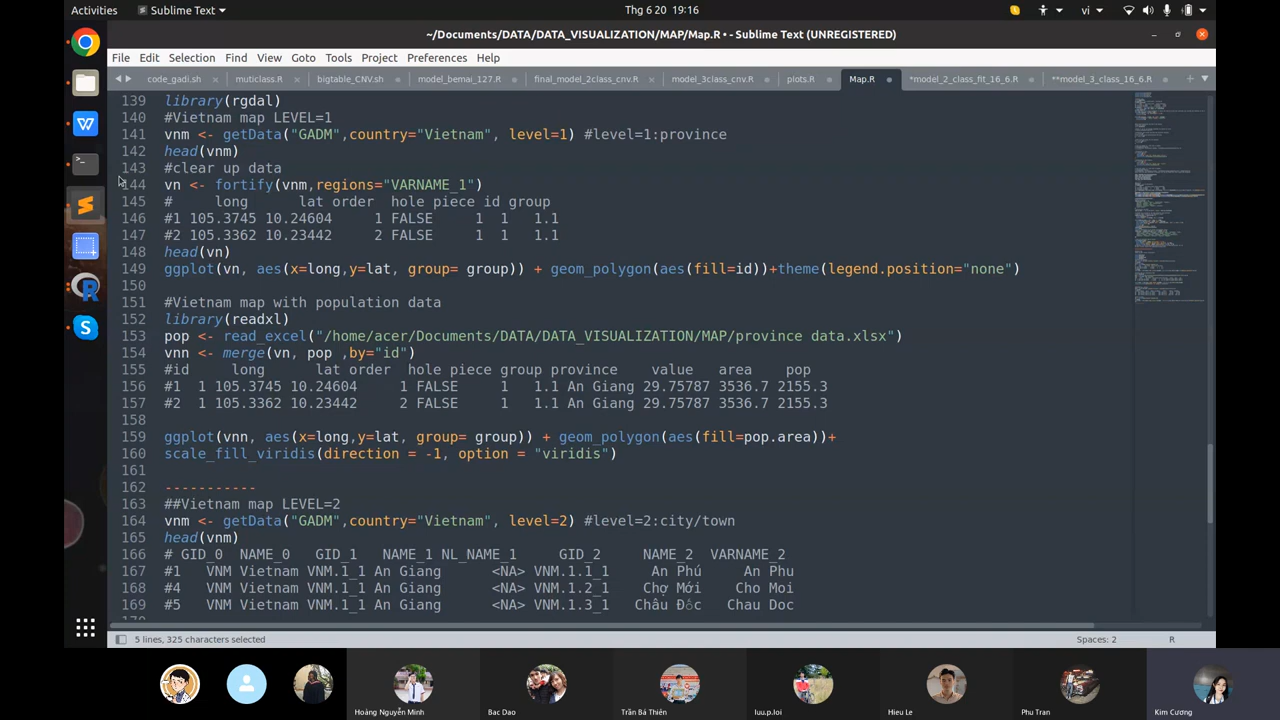 Activities
Sublime Text
Thg 6 20 19:16
vi
~/Documents/DATA/DATA_VISUALIZATION/MAP/Map.R • - Sublime Text (UNREGISTERED)
File Edit Selection Find View Goto Tools Project Preferences Help
code_gadi.sh muticlass.R bigtable_CNV.sh model_bemai_127.R final_model_2class_cnv.R model_3class_cnv.R plots.R Map.R *model_2_class_fit_16_6.R **model_3_class_16_6.R
139 library(rgdal)
140 #Vietnam map LEVEL=1
141 vnm <- getData("GADM",country="Vietnam", level=1) #level=1:province
142 head(vnm)
143 #clear up data
144 vn <- fortify(vnm,regions="VARNAME_1")
145 # long lat order hole piece id group
146 #1 105.3745 10.24604 1 FALSE 1 1 1.1
147 #2 105.3362 10.23442 2 FALSE 1 1 1.1
148 head(vn)
149 ggplot(vn, aes(x=long,y=lat, group= group)) + geom_polygon(aes(fill=id))+theme(legend.position="none")
150
151 #Vietnam map with population data
152 library(readxl)
153 pop <- read_excel("/home/acer/Documents/DATA/DATA_VISUALIZATION/MAP/province data.xlsx")
154 vnn <- merge(vn, pop ,by="id")
155 #id long lat order hole piece group province value area pop
156 #1 1 105.3745 10.24604 1 FALSE 1 1.1 An Giang 29.75787 3536.7 2155.3
157 #2 1 105.3362 10.23442 2 FALSE 1 1.1 An Giang 29.75787 3536.7 2155.3
158
159 ggplot(vnn, aes(x=long,y=lat, group= group)) + geom_polygon(aes(fill=pop.area))+
160 scale_fill_viridis(direction = -1, option = "viridis")
161
162 -----------
163 ##Vietnam map LEVEL=2
164 vnm <- getData("GADM",country="Vietnam", level=2) #level=2:city/town
165 head(vnm)
166 # GID_0 NAME_0 GID_1 NAME_1 NL_NAME_1 GID_2 NAME_2 VARNAME_2
167 #1 VNM Vietnam VNM.1_1 An Giang <NA> VNM.1.1_1 An Phú An Phu
168 #4 VNM Vietnam VNM.1_1 An Giang <NA> VNM.1.2_1 Chợ Mới Cho Moi
169 #5 VNM Vietnam VNM.1_1 An Giang <NA> VNM.1.3_1 Châu Đốc Chau Doc
5 lines, 325 characters selected
Spaces: 2
R
Hoàng Nguyễn Minh
Bac Dao
Trần Bá Thiên
luu.p.loi
Hieu Le
Phu Tran
Kim Cương